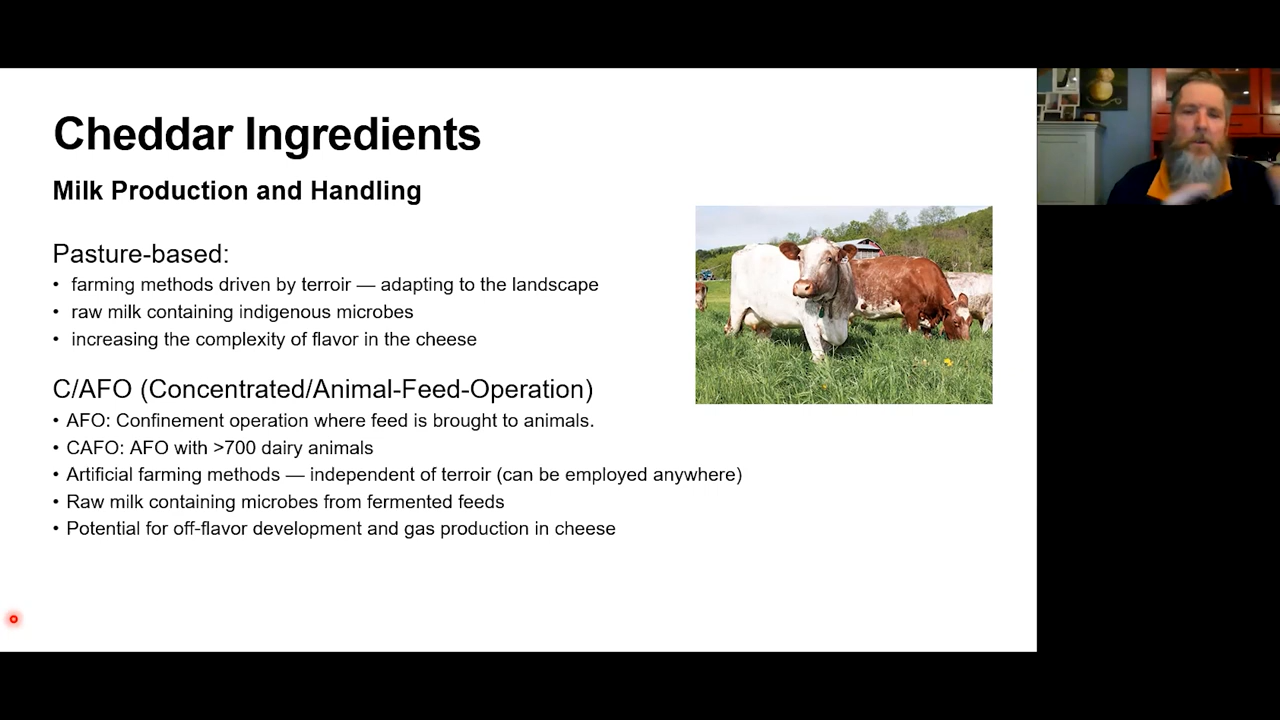 Cheddar Ingredients
Milk Production and Handling
Pasture-based:
• farming methods driven by terroir — adapting to the landscape
• raw milk containing indigenous microbes
• increasing the complexity of flavor in the cheese
C/AFO (Concentrated/Animal-Feed-Operation)
• AFO: Confinement operation where feed is brought to animals.
• CAFO: AFO with >700 dairy animals
• Artificial farming methods — independent of terroir (can be employed anywhere)
• Raw milk containing microbes from fermented feeds
• Potential for off-flavor development and gas production in cheese